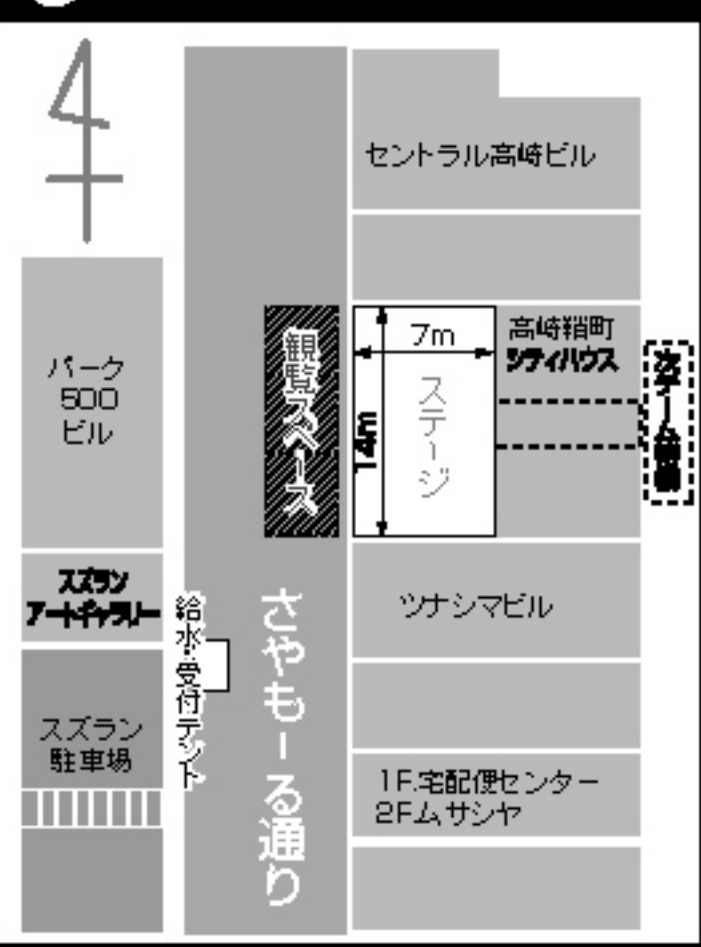 セントラル高崎ビル
高崎鞘町
シティハウス
7m
14m
ステージ
観覧スペース
パーク
500
ビル
スズラン
アートギャラリー
ツナシマビル
給水・受付テント
さやもーる通り
スズラン
駐車場
1F.宅配便センター
2F.ムサシヤ